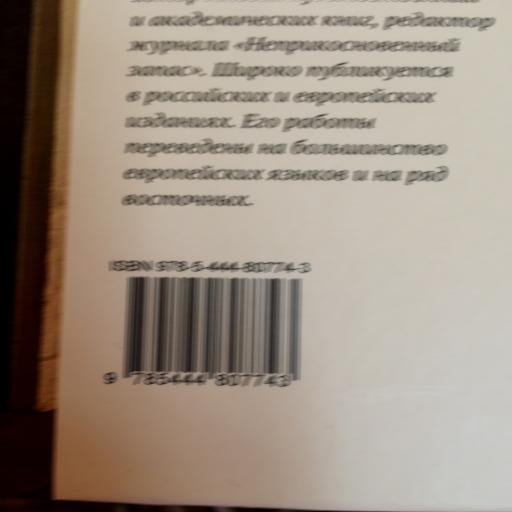 и академических книг, редактор
журнала «Неприкосновенный
запас». Широко публикуется
в российских и европейских
изданиях. Его работы
переведены на большинство
европейских языков и на ряд
восточных.
ISBN 978-5-444-80774-3
9 785444 807743